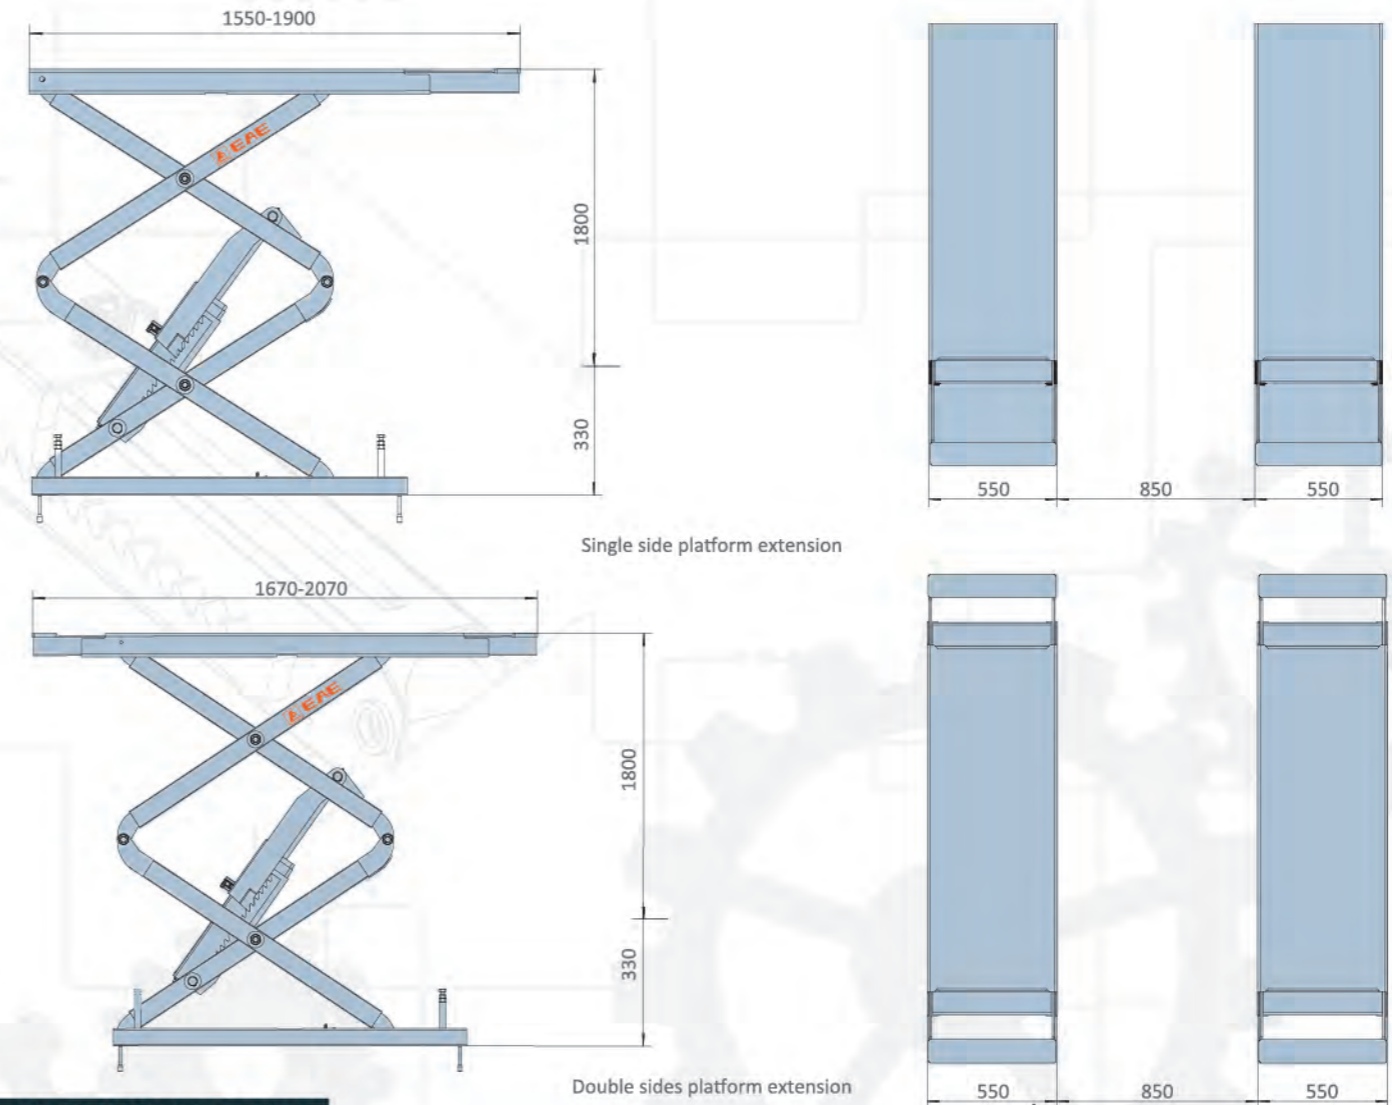 1550-1900
EAE
1800
330
550 850 550
Single side platform extension
1670-2070
EAE
1800
330
550 850 550
Double sides platform extension